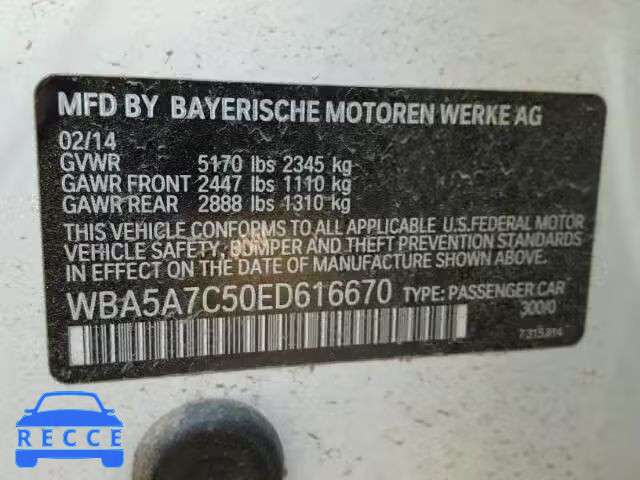 MFD BY BAYERISCHE MOTOREN WERKE AG
02/14
GVWR 5170 lbs 2345 kg
GAWR FRONT 2447 lbs 1110 kg
GAWR REAR 2888 lbs 1310 kg
THIS VEHICLE CONFORMS TO ALL APPLICABLE U.S.FEDERAL MOTOR
VEHICLE SAFETY, BUMPER AND THEFT PREVENTION STANDARDS
IN EFFECT ON THE DATE OF MANUFACTURE SHOWN ABOVE.
WBA5A7C50ED616670 TYPE: PASSENGER CAR
300/0
RECCE